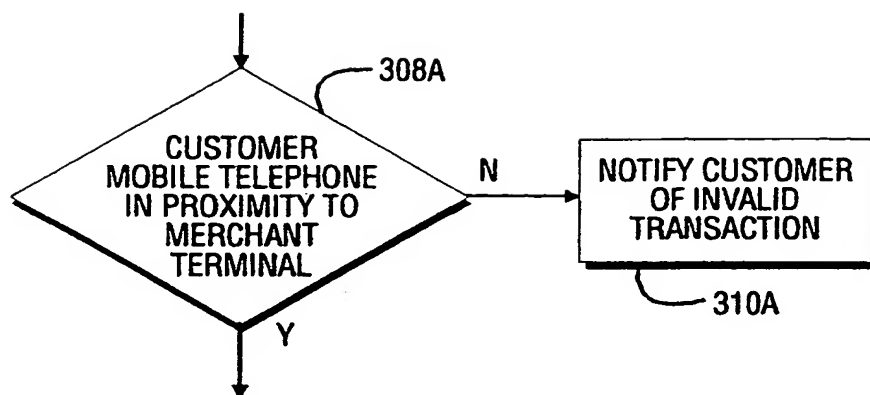 308A
CUSTOMER
MOBILE TELEPHONE
IN PROXIMITY TO
MERCHANT
TERMINAL
N
NOTIFY CUSTOMER
OF INVALID
TRANSACTION
310A
Y